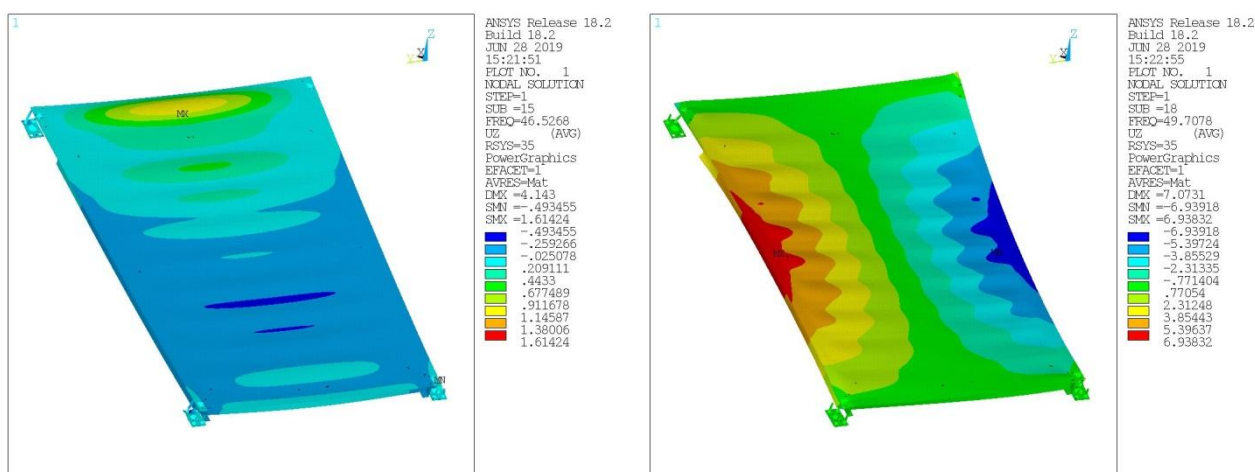 1
ANSYS Release 18.2
Build 18.2
JUN 28 2019
15:21:51
PLOT NO. 1
NODAL SOLUTION
STEP=1
SUB =15
FREQ=46.5268
UZ (AVG)
RSYS=35
PowerGraphics
EFACET=1
AVRES=Mat
DMX =4.143
SMN =-.493455
SMX =1.61424
-.493455
-.259266
-.025078
.209111
.4433
.677489
.911678
1.14587
1.38006
1.61424
Z
X
Y
MX
MN
1
ANSYS Release 18.2
Build 18.2
JUN 28 2019
15:22:55
PLOT NO. 1
NODAL SOLUTION
STEP=1
SUB =18
FREQ=49.7078
UZ (AVG)
RSYS=35
PowerGraphics
EFACET=1
AVRES=Mat
DMX =7.0731
SMN =-6.93918
SMX =6.93832
-6.93918
-5.39724
-3.85529
-2.31335
-.771404
.77054
2.31248
3.85443
5.39637
6.93832
Z
X
Y